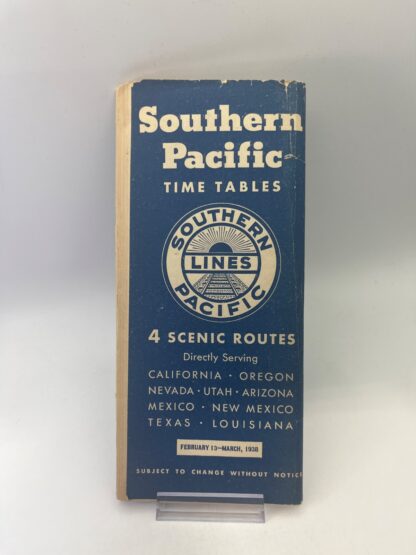 Southern
Pacific
TIME TABLES
SOUTHERN
LINES
PACIFIC
4 SCENIC ROUTES
Directly Serving
CALIFORNIA · OREGON
NEVADA · UTAH · ARIZONA
MEXICO · NEW MEXICO
TEXAS · LOUISIANA
FEBRUARY 13—MARCH, 1938
SUBJECT TO CHANGE WITHOUT NOTICE